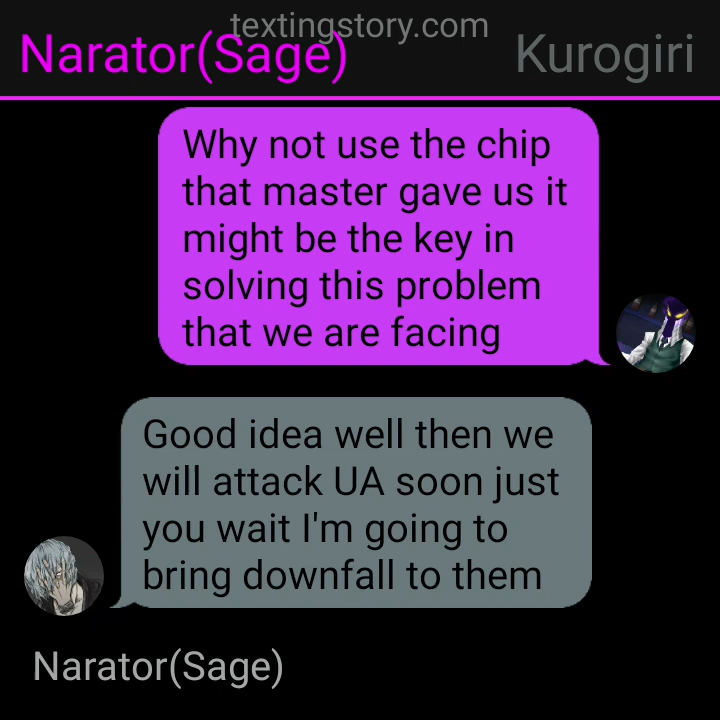 textingstory.com
Narator(Sage)
Kurogiri
Why not use the chip
that master gave us it
might be the key in
solving this problem
that we are facing
Good idea well then we
will attack UA soon just
you wait I'm going to
bring downfall to them
Narator(Sage)